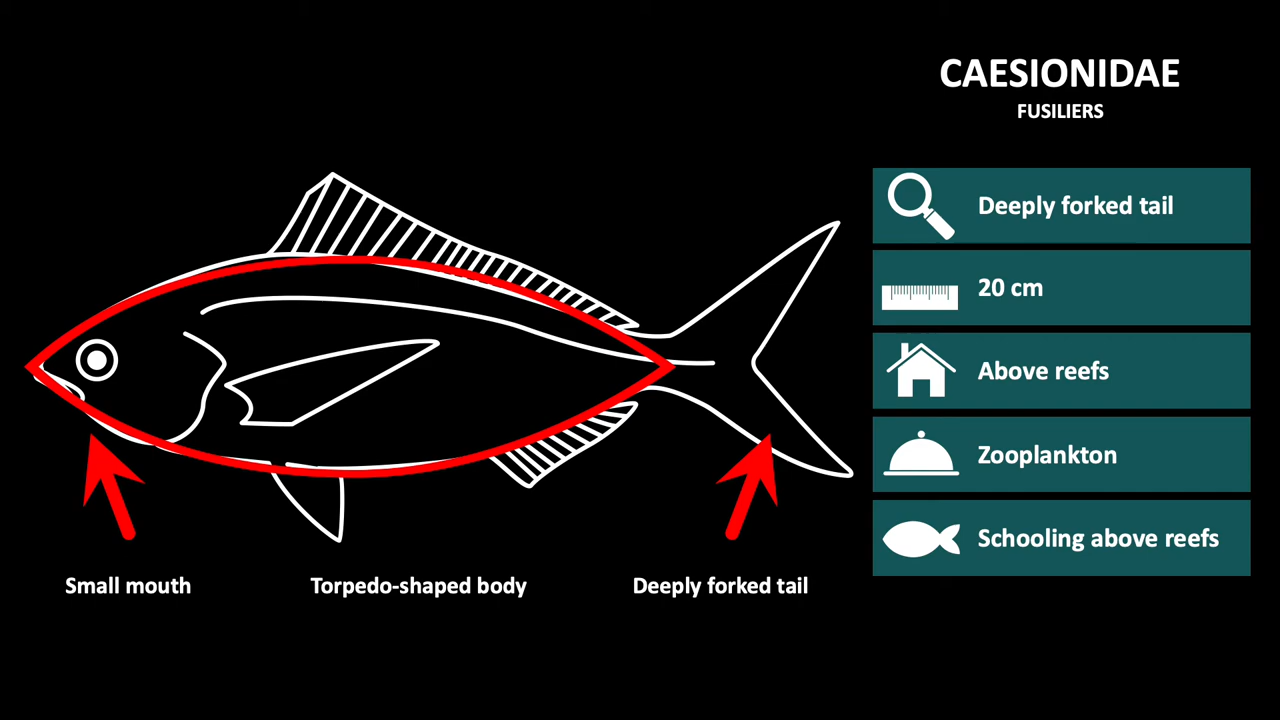 CAESIONIDAE
FUSILIERS
Deeply forked tail
20 cm
Above reefs
Zooplankton
Schooling above reefs
Small mouth
Torpedo-shaped body
Deeply forked tail